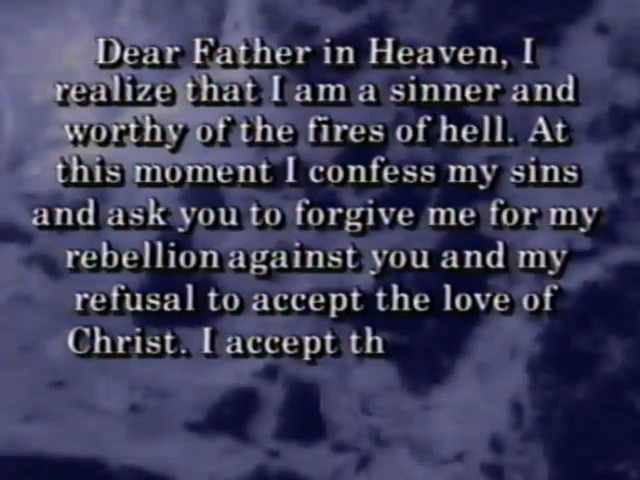 Dear Father in Heaven, I
realize that I am a sinner and
worthy of the fires of hell. At
this moment I confess my sins
and ask you to forgive me for my
rebellion against you and my
refusal to accept the love of
Christ. I accept th